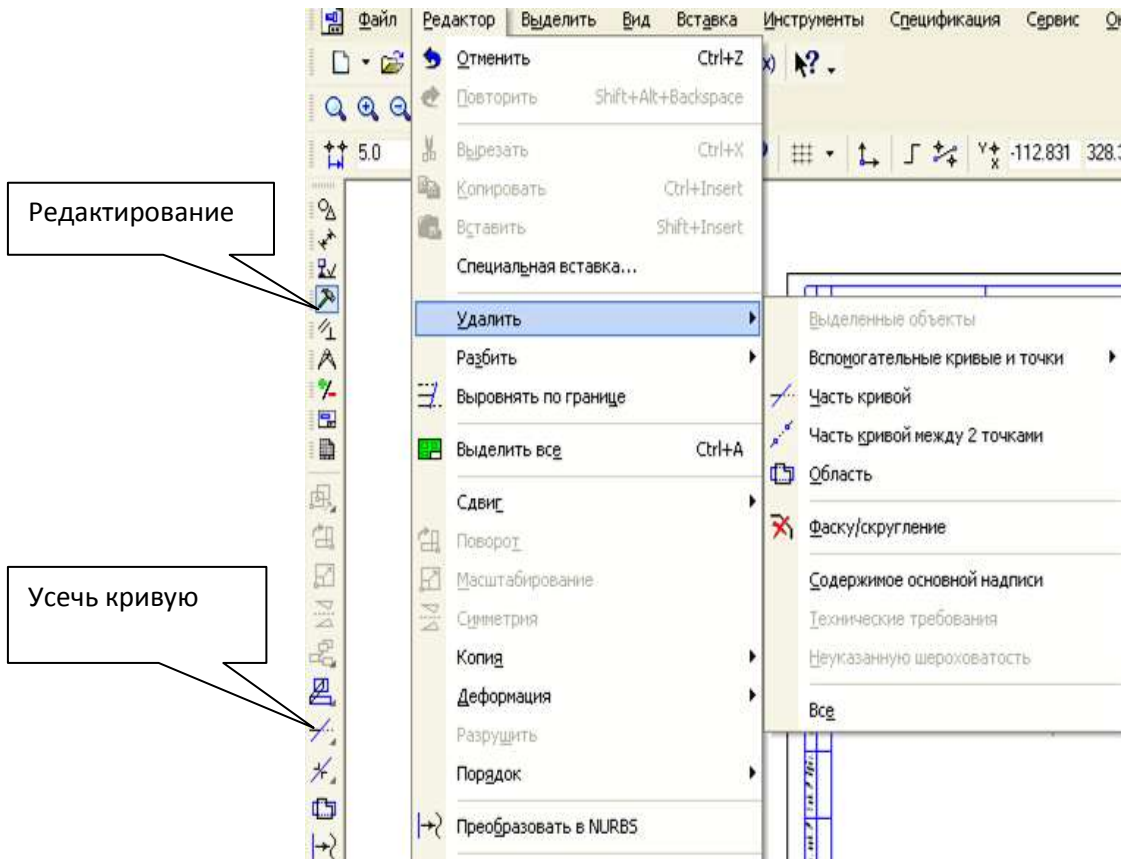 Файл Редактор Выделить Вид Вставка Инструменты Спецификация Сервис
Отменить Ctrl+Z
Повторить Shift+Alt+Backspace
5.0
Вырезать Ctrl+X
-112.831 328.3
Копировать Ctrl+Insert
Вставить Shift+Insert
Специальная вставка...
Редактирование
Удалить
Разбить
Выровнять по границе
Выделить все Ctrl+A
Сдвиг
Поворот
Масштабирование
Симметрия
Копия
Деформация
Разрушить
Порядок
Преобразовать в NURBS
Выделенные объекты
Вспомогательные кривые и точки
Часть кривой
Часть кривой между 2 точками
Область
Фаску/скругление
Содержимое основной надписи
Технические требования
Неуказанную шероховатость
Все
Усечь кривую